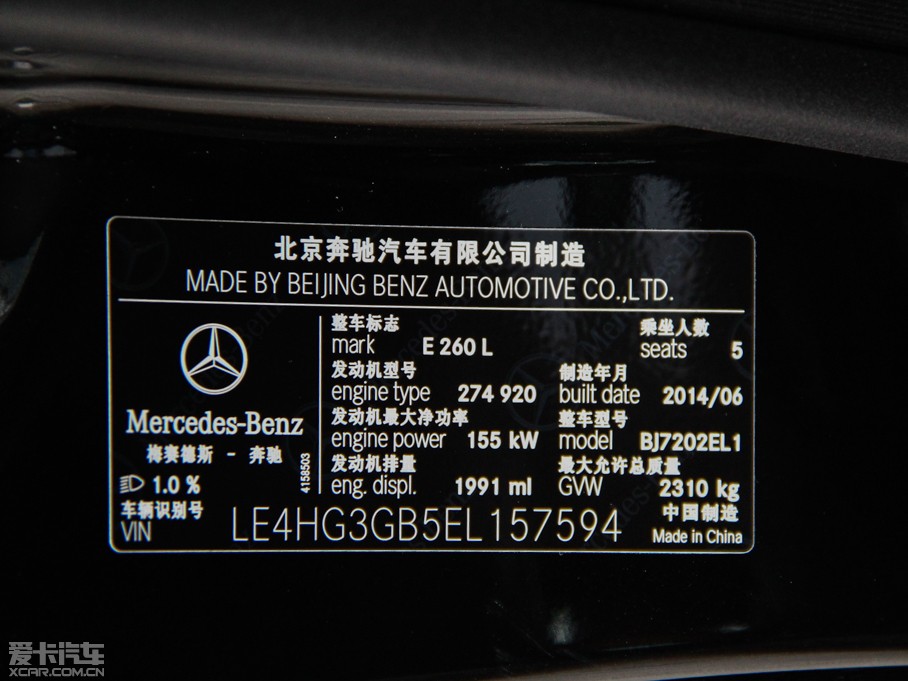 北京奔驰汽车有限公司制造
MADE BY BEIJING BENZ AUTOMOTIVE CO.,LTD.
Mercedes-Benz
梅赛德斯 - 奔驰
1.0 %
4158503
整车标志
mark E 260 L
乘坐人数
seats 5
发动机型号
engine type 274 920
制造年月
built date 2014/06
发动机最大净功率
engine power 155 kW
整车型号
model BJ7202EL1
发动机排量
eng. displ. 1991 ml
最大允许总质量
GVW 2310 kg
车辆识别号
VIN LE4HG3GB5EL157594
中国制造
Made in China
爱卡汽车
XCAR.COM.CN